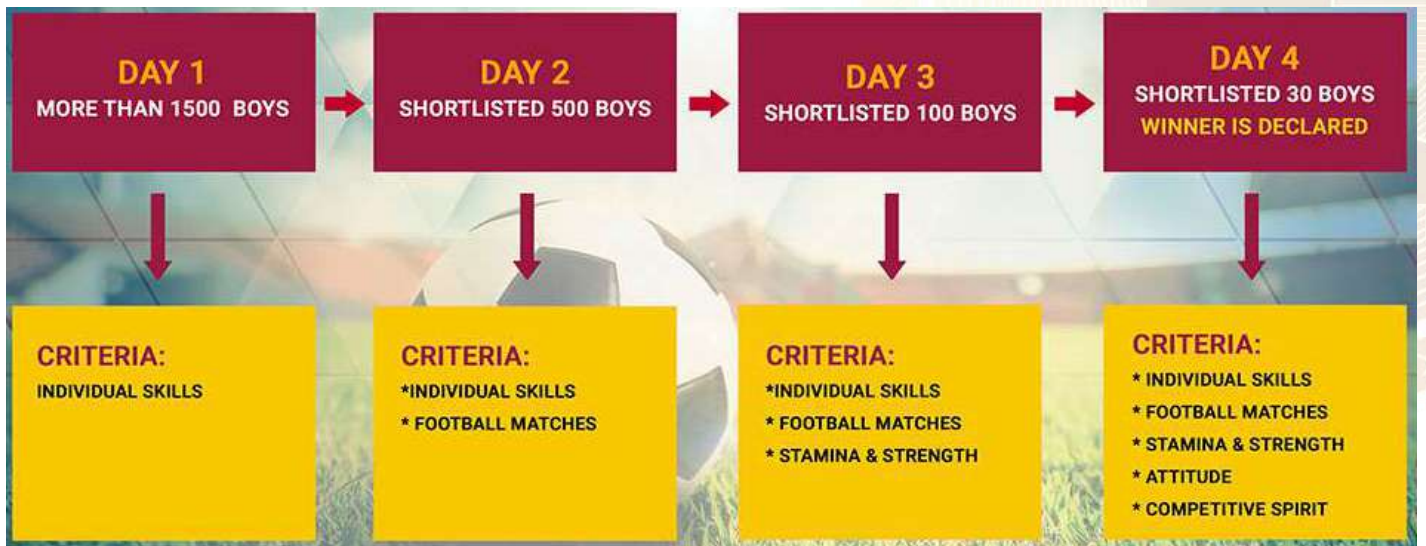 DAY 1
MORE THAN 1500 BOYS
DAY 2
SHORTLISTED 500 BOYS
DAY 3
SHORTLISTED 100 BOYS
DAY 4
SHORTLISTED 30 BOYS
WINNER IS DECLARED
CRITERIA:
INDIVIDUAL SKILLS
CRITERIA:
*INDIVIDUAL SKILLS
* FOOTBALL MATCHES
CRITERIA:
*INDIVIDUAL SKILLS
* FOOTBALL MATCHES
* STAMINA & STRENGTH
CRITERIA:
* INDIVIDUAL SKILLS
* FOOTBALL MATCHES
* STAMINA & STRENGTH
* ATTITUDE
* COMPETITIVE SPIRIT